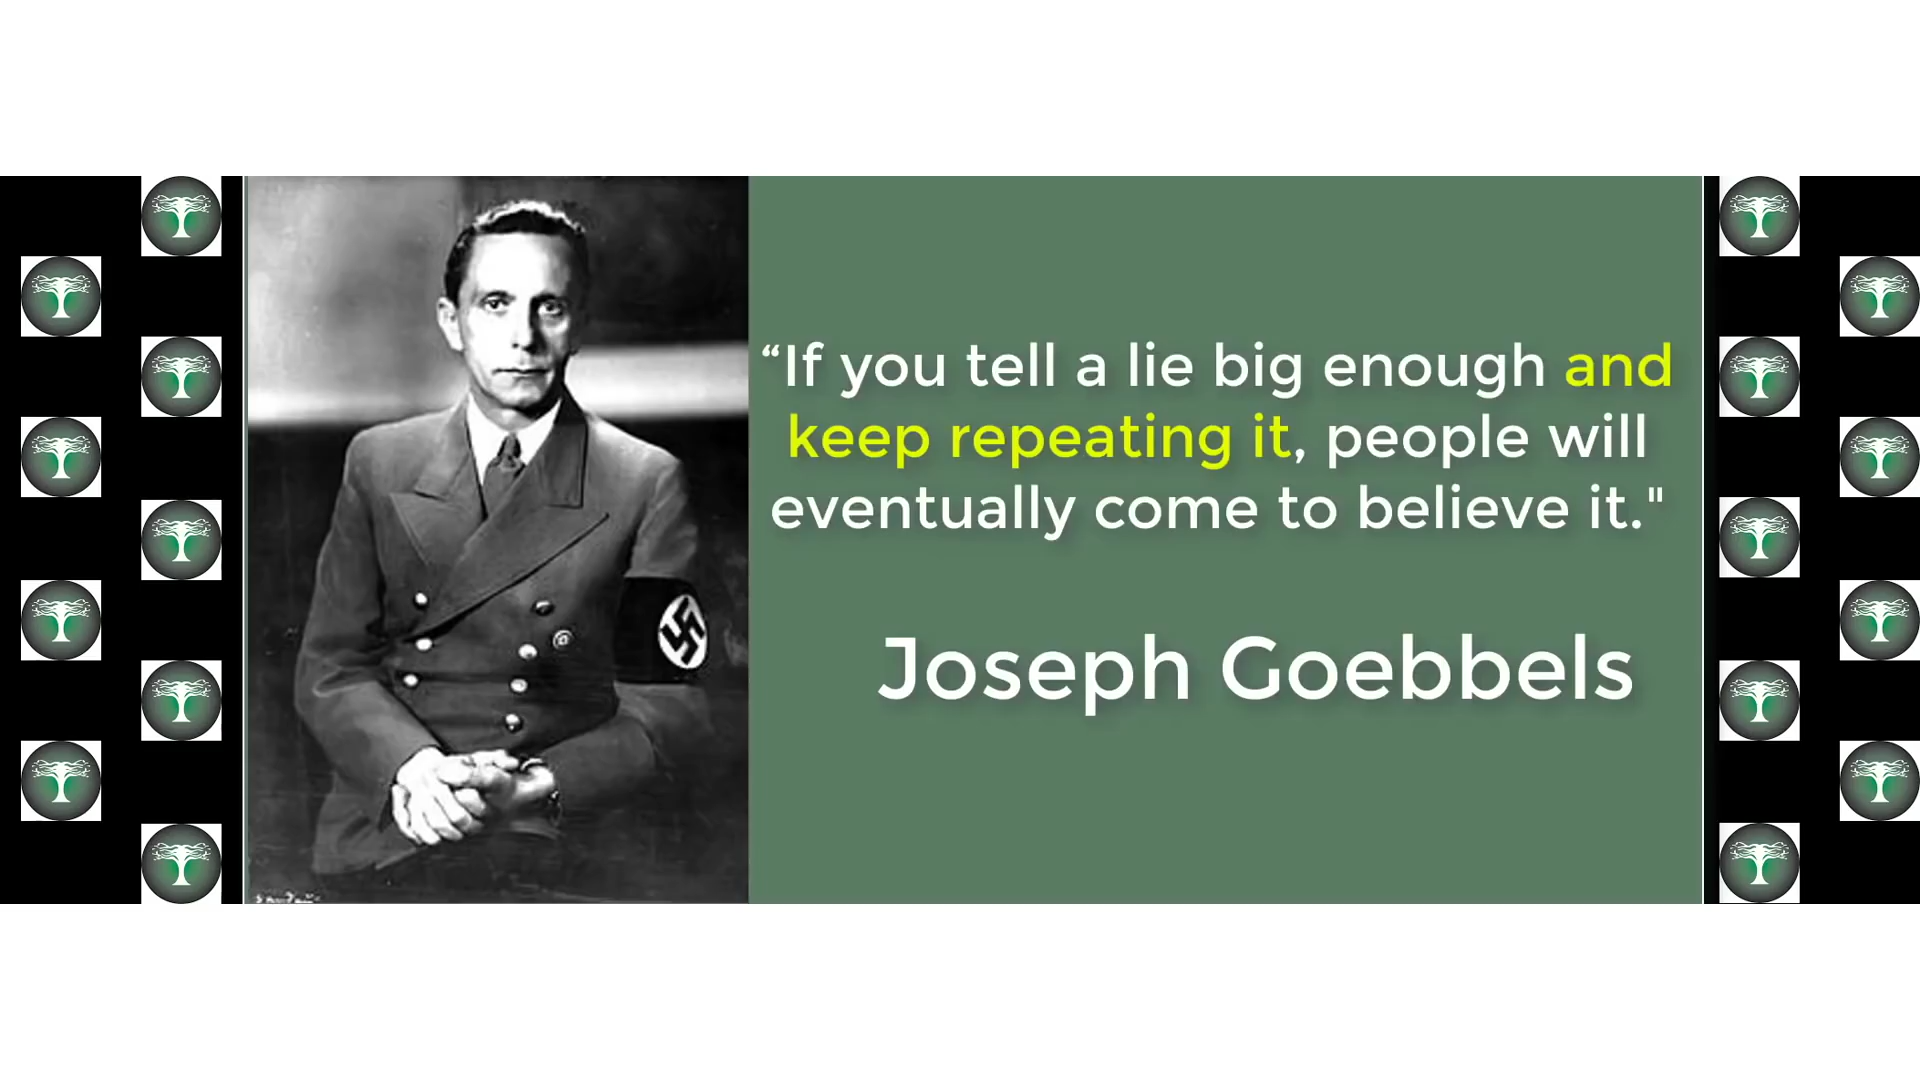 “If you tell a lie big enough and
keep repeating it, people will
eventually come to believe it."
Joseph Goebbels